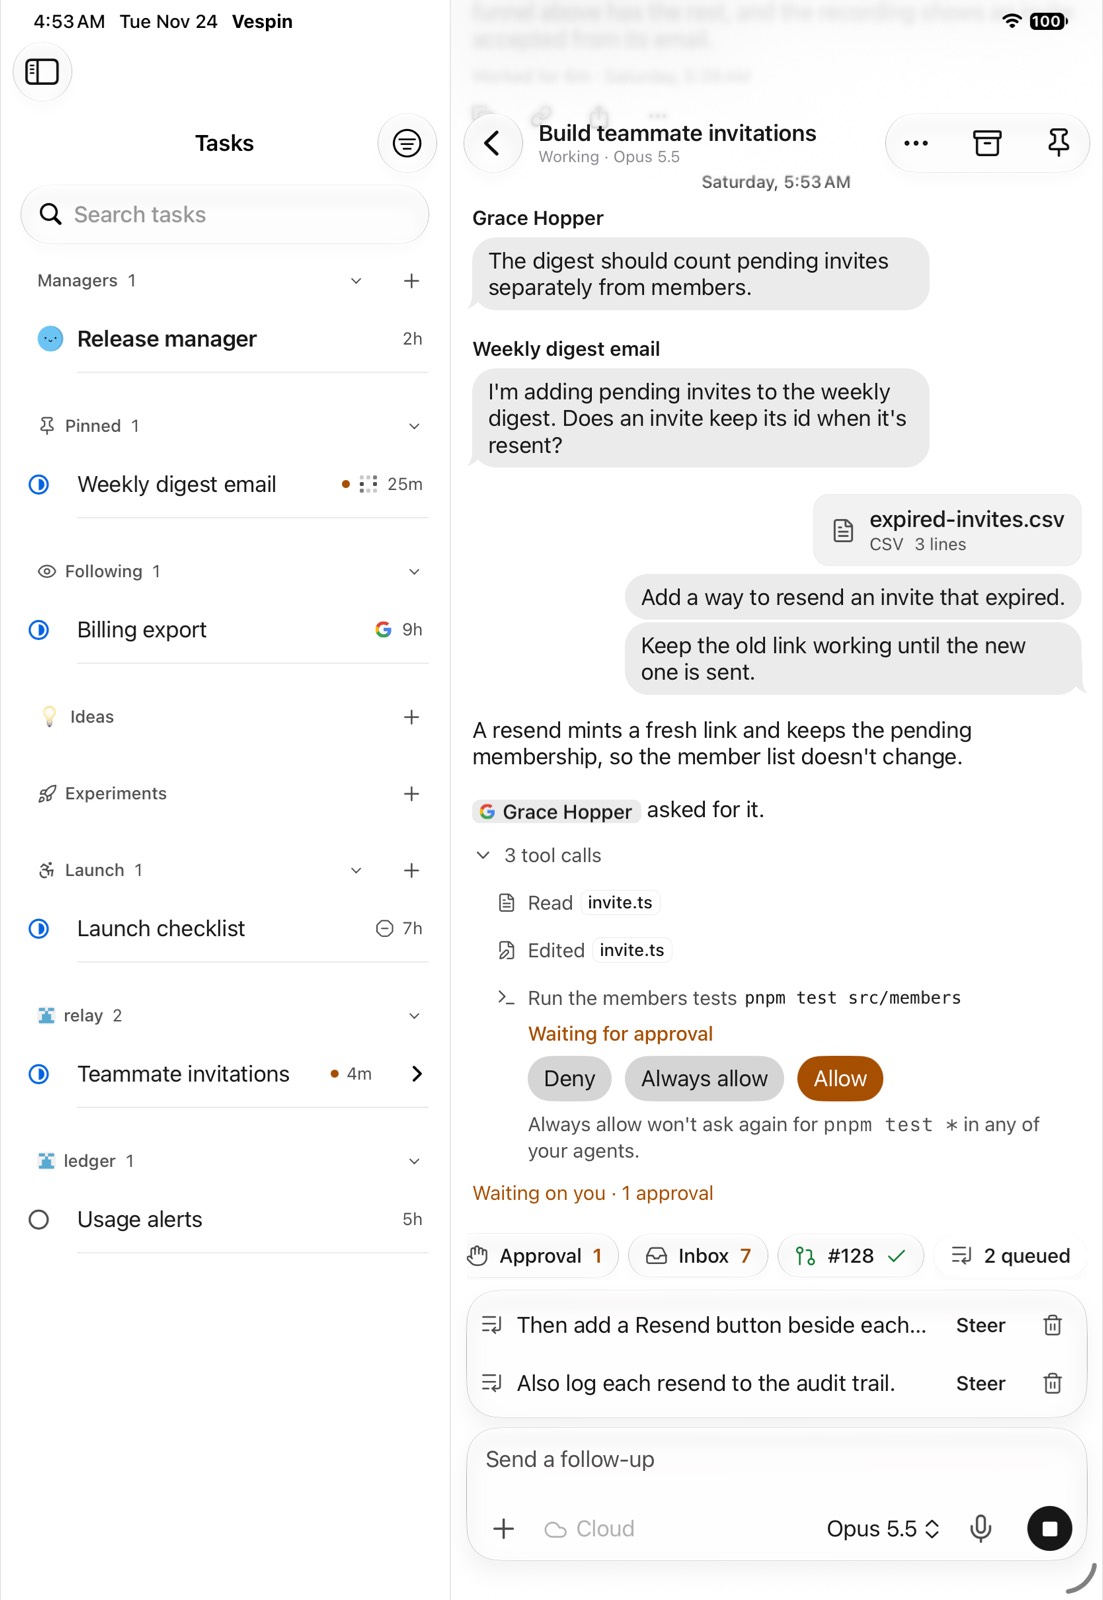 4:53 AM Tue Nov 24 Vespin
100
Tasks
Search tasks
Managers 1
Release manager
2h
Pinned 1
Weekly digest email
25m
Following 1
Billing export
9h
Ideas
Experiments
Launch 1
Launch checklist
7h
relay 2
Teammate invitations
4m
ledger 1
Usage alerts
5h
accepted from its email.
Build teammate invitations
Working · Opus 5.5
Saturday, 5:53 AM
Grace Hopper
The digest should count pending invites
separately from members.
Weekly digest email
I'm adding pending invites to the weekly
digest. Does an invite keep its id when it's
resent?
expired-invites.csv
CSV 3 lines
Add a way to resend an invite that expired.
Keep the old link working until the new
one is sent.
A resend mints a fresh link and keeps the pending
membership, so the member list doesn't change.
Grace Hopper asked for it.
3 tool calls
Read invite.ts
Edited invite.ts
Run the members tests pnpm test src/members
Waiting for approval
Deny
Always allow
Allow
Always allow won't ask again for pnpm test * in any of
your agents.
Waiting on you · 1 approval
Approval 1
Inbox 7
#128
2 queued
Then add a Resend button beside each...
Steer
Also log each resend to the audit trail.
Steer
Send a follow-up
Cloud
Opus 5.5